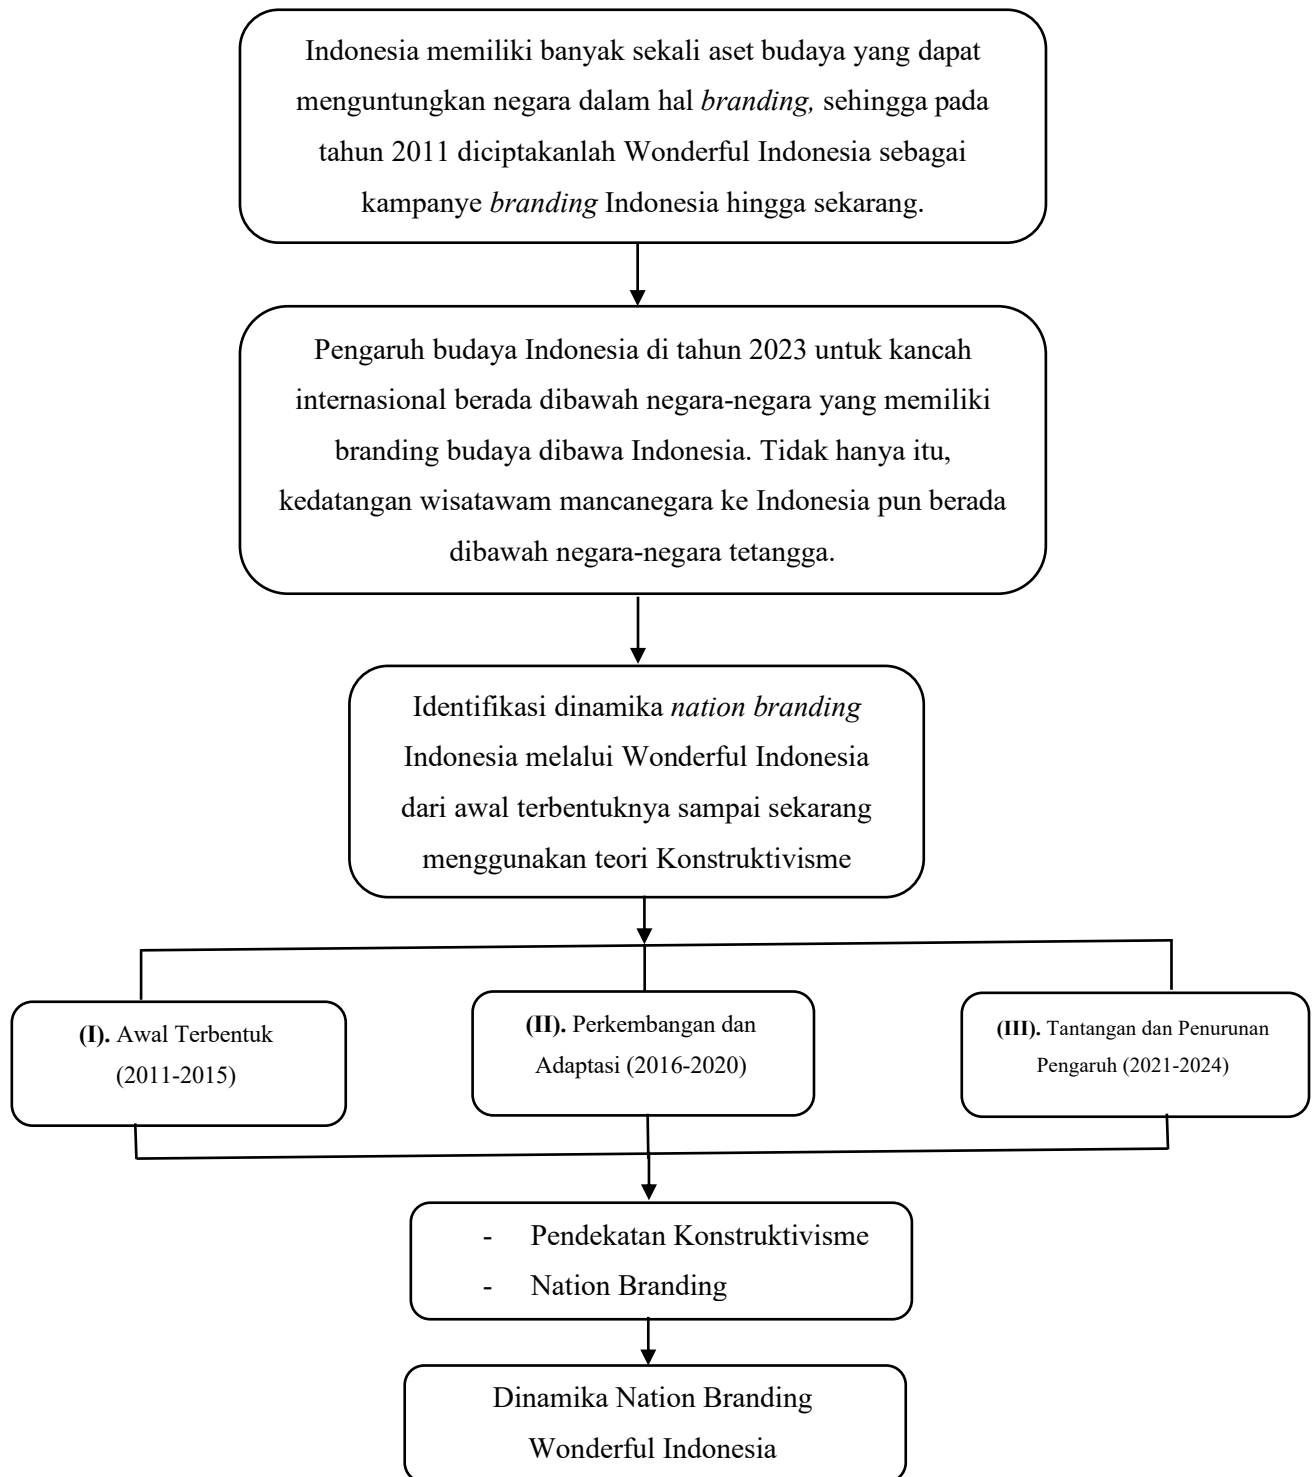 Indonesia memiliki banyak sekali aset budaya yang dapat
menguntungkan negara dalam hal branding, sehingga pada
tahun 2011 diciptakanlah Wonderful Indonesia sebagai
kampanye branding Indonesia hingga sekarang.
Pengaruh budaya Indonesia di tahun 2023 untuk kancah
internasional berada dibawah negara-negara yang memiliki
branding budaya dibawa Indonesia. Tidak hanya itu,
kedatangan wisatawam mancanegara ke Indonesia pun berada
dibawah negara-negara tetangga.
Identifikasi dinamika nation branding
Indonesia melalui Wonderful Indonesia
dari awal terbentuknya sampai sekarang
menggunakan teori Konstruktivisme
(I). Awal Terbentuk
(2011-2015)
(II). Perkembangan dan
Adaptasi (2016-2020)
(III). Tantangan dan Penurunan
Pengaruh (2021-2024)
- Pendekatan Konstruktivisme
- Nation Branding
Dinamika Nation Branding
Wonderful Indonesia